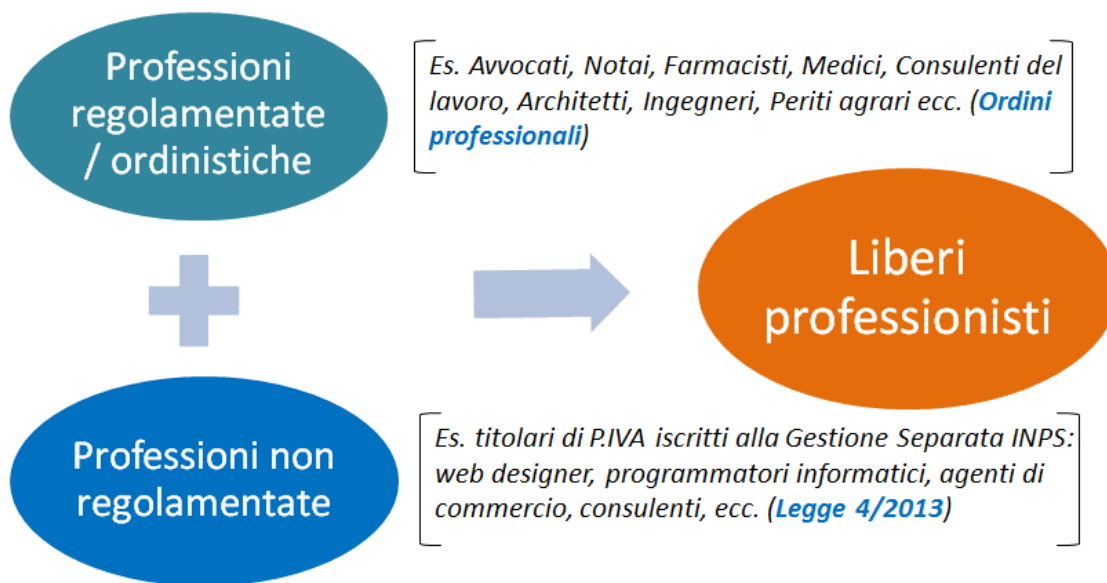 Professioni
regolamentate
/ ordinistiche
Es. Avvocati, Notai, Farmacisti, Medici, Consulenti del
lavoro, Architetti, Ingegneri, Periti agrari ecc. (Ordini
professionali)
Liberi
professionisti
Professioni non
regolamentate
Es. titolari di P.IVA iscritti alla Gestione Separata INPS:
web designer, programmatori informatici, agenti di
commercio, consulenti, ecc. (Legge 4/2013)